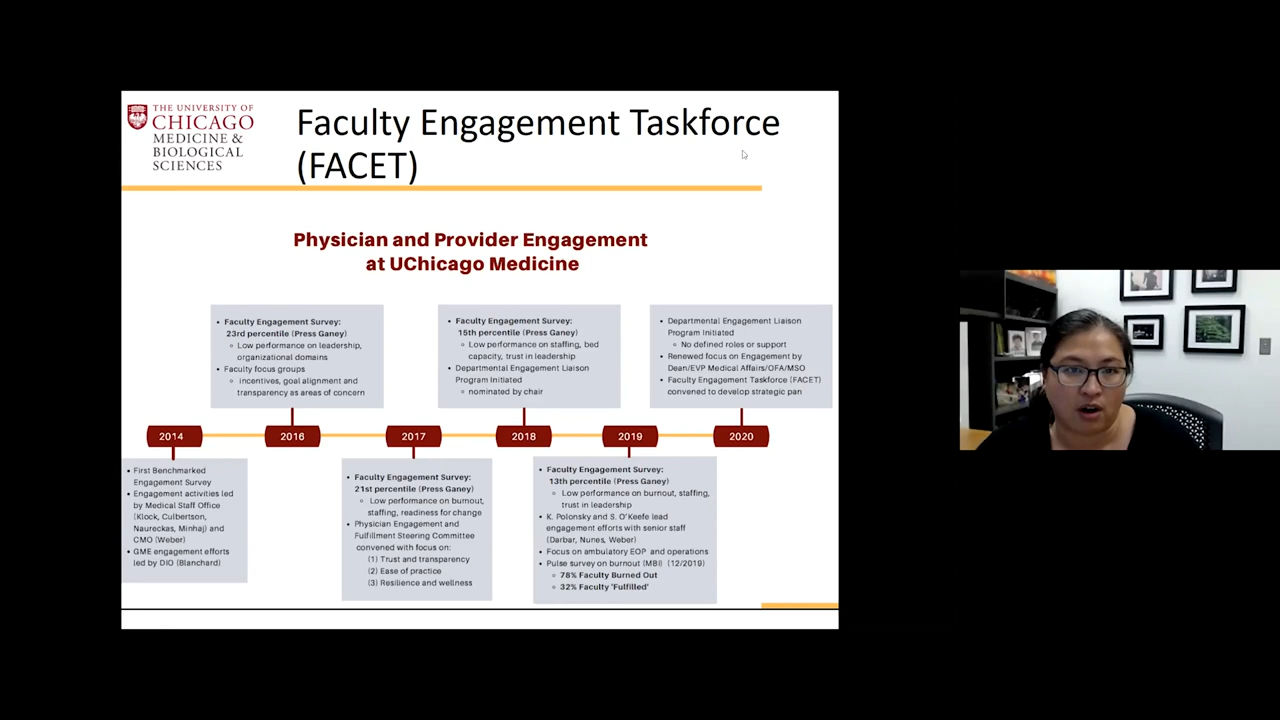 THE UNIVERSITY OF
CHICAGO
MEDICINE &
BIOLOGICAL
SCIENCES
Faculty Engagement Taskforce
(FACET)
Physician and Provider Engagement
at UChicago Medicine
• Faculty Engagement Survey:
23rd percentile (Press Ganey)
Low performance on leadership,
organizational domains
• Faculty focus groups
incentives, goal alignment and
transparency as areas of concern
• Faculty Engagement Survey:
15th percentile (Press Ganey)
Low performance on staffing, bed
capacity, trust in leadership
• Departmental Engagement Liaison
Program Initiated
nominated by chair
• Departmental Engagement Liaison
Program Initiated
No defined roles or support
• Renewed focus on Engagement by
Dean/EVP Medical Affairs/OFA/MSO
• Faculty Engagement Taskforce (FACET)
convened to develop strategic pan
2014
2016
2017
2018
2019
2020
• First Benchmarked
Engagement Survey
• Engagement activities led
by Medical Staff Office
(Klock, Culbertson,
Naureckas, Minhaj) and
CMO (Weber)
• GME engagement efforts
led by DIO (Blanchard)
• Faculty Engagement Survey:
21st percentile (Press Ganey)
Low performance on burnout,
staffing, readiness for change
• Physician Engagement and
Fulfillment Steering Committee
convened with focus on:
(1) Trust and transparency
(2) Ease of practice
(3) Resilience and wellness
• Faculty Engagement Survey:
13th percentile (Press Ganey)
Low performance on burnout, staffing,
trust in leadership
• K. Polonsky and S. O'Keefe lead
engagement efforts with senior staff
(Darbar, Nunes, Weber)
• Focus on ambulatory EOP and operations
• Pulse survey on burnout (MBI) (12/2019)
78% Faculty Burned Out
32% Faculty 'Fulfilled'